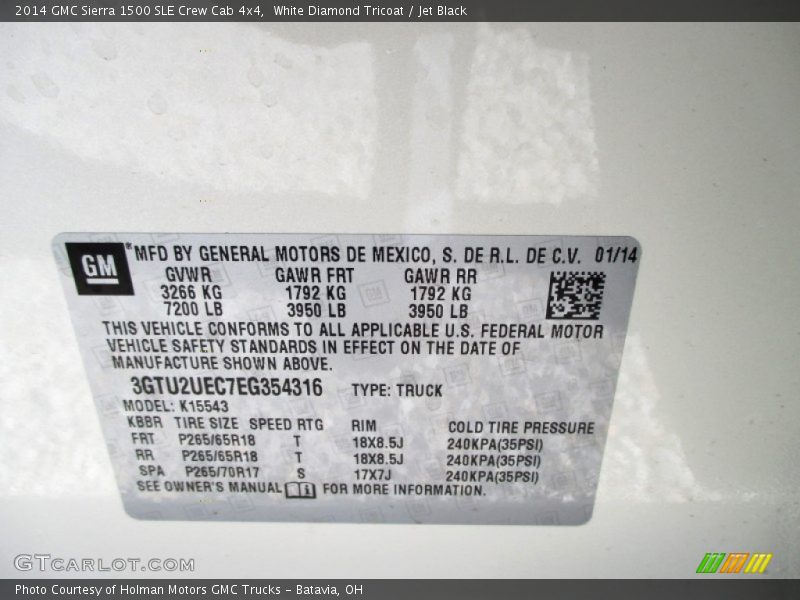 2014 GMC Sierra 1500 SLE Crew Cab 4x4, White Diamond Tricoat / Jet Black
GM * MFD BY GENERAL MOTORS DE MEXICO, S. DE R.L. DE C.V. 01/14
GVWR GAWR FRT GAWR RR
3266 KG 1792 KG 1792 KG
7200 LB 3950 LB 3950 LB
THIS VEHICLE CONFORMS TO ALL APPLICABLE U.S. FEDERAL MOTOR
VEHICLE SAFETY STANDARDS IN EFFECT ON THE DATE OF
MANUFACTURE SHOWN ABOVE.
3GTU2UEC7EG354316 TYPE: TRUCK
MODEL: K15543
KBBR TIRE SIZE SPEED RTG RIM COLD TIRE PRESSURE
FRT P265/65R18 T 18X8.5J 240KPA(35PSI)
RR P265/65R18 T 18X8.5J 240KPA(35PSI)
SPA P265/70R17 S 17X7J 240KPA(35PSI)
SEE OWNER'S MANUAL FOR MORE INFORMATION.
GTCARLOT.COM
Photo Courtesy of Holman Motors GMC Trucks - Batavia, OH